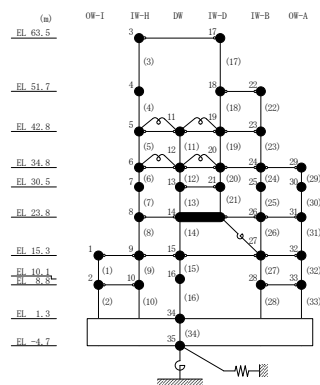 (m) OW-I IW-H DW IW-D IW-B OW-A
EL 63.5 3 17
(3) (17)
EL 51.7 4 18 22
(4) (18) (22)
EL 42.8 5 11 19 23
(5) 12 (11) 20 (19) (23)
EL 34.8 6 24 29
(6) (12) (20) (24) (29)
EL 30.5 7 13 21 25 30
(7) (13) (21) (25) (30)
EL 23.8 8 14 26 31
(8) (14) (26) (31)
27
EL 15.3 1 9 15 32
(1) (9) (15) (27) (32)
EL 10.1 16
EL 8.8 2 10 28 33
(2) (10) (16) (28) (33)
EL 1.3 34
(34)
EL -4.7 35